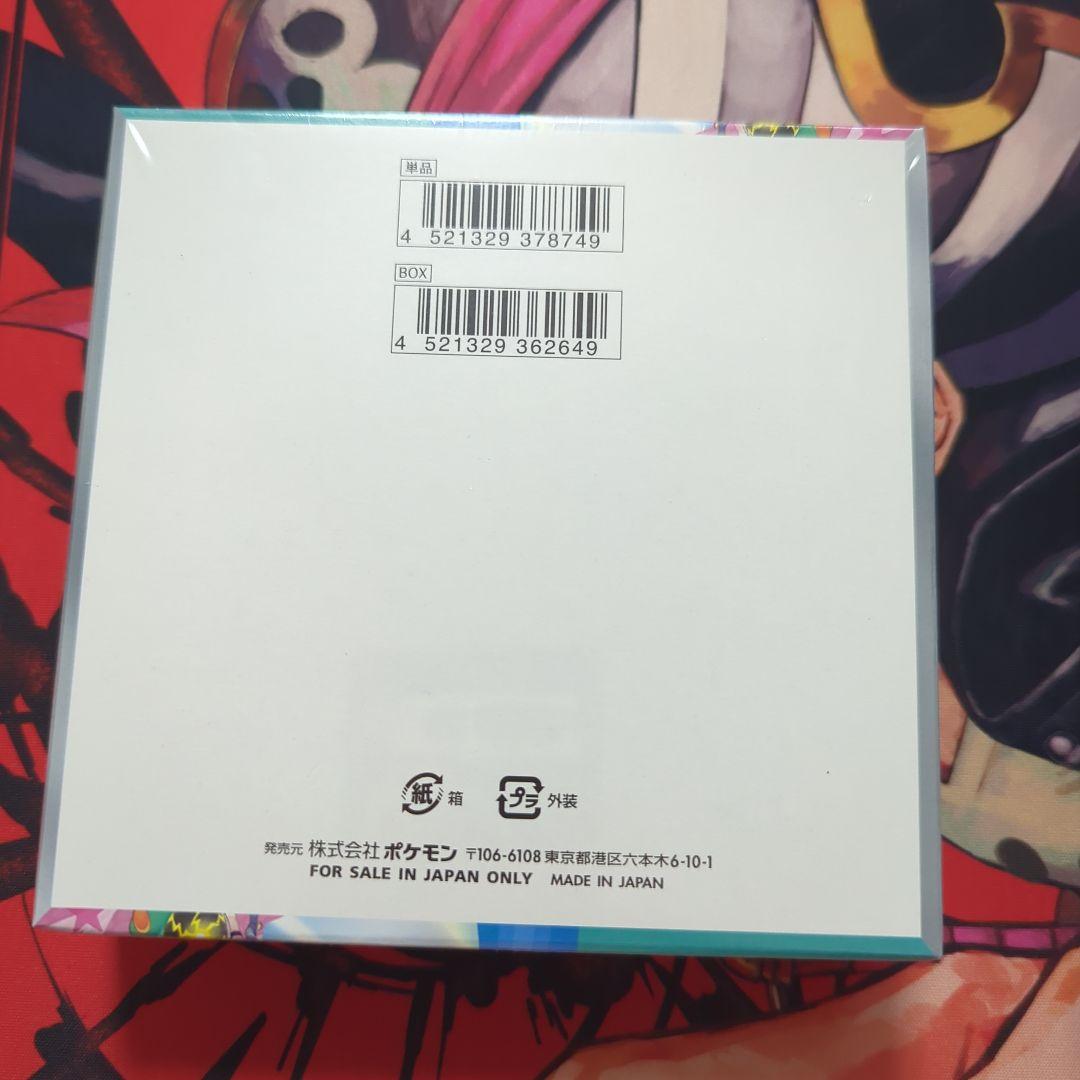 単品
4 521329 378749
BOX
4 521329 362649
紙 箱 プラ 外装
発売元 株式会社 ポケモン 〒106-6108 東京都港区六本木6-10-1
FOR SALE IN JAPAN ONLY MADE IN JAPAN